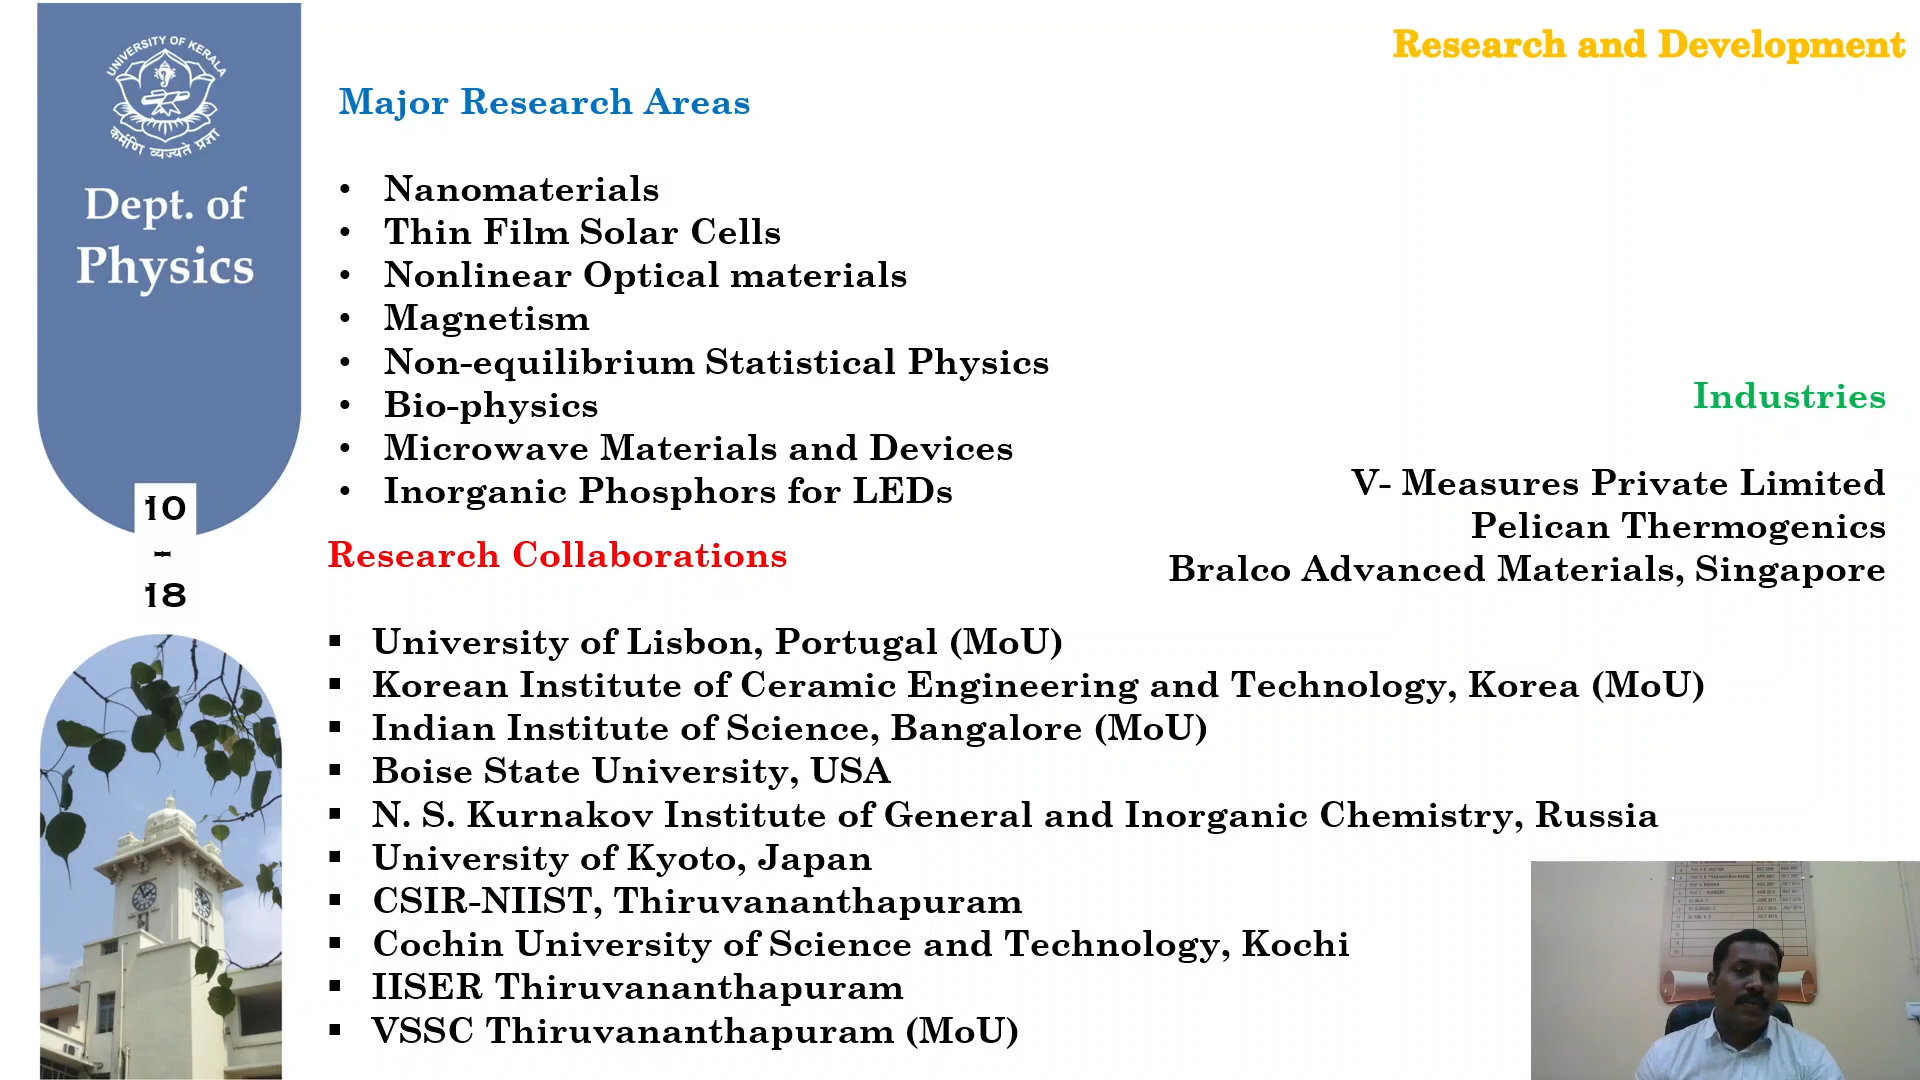 UNIVERSITY OF KERALA
कर्मणि व्यज्यते प्रज्ञा
Dept. of
Physics
10
–
18
Research and Development
Major Research Areas
• Nanomaterials
• Thin Film Solar Cells
• Nonlinear Optical materials
• Magnetism
• Non-equilibrium Statistical Physics
• Bio-physics
• Microwave Materials and Devices
• Inorganic Phosphors for LEDs
Industries
V- Measures Private Limited
Pelican Thermogenics
Bralco Advanced Materials, Singapore
Research Collaborations
▪ University of Lisbon, Portugal (MoU)
▪ Korean Institute of Ceramic Engineering and Technology, Korea (MoU)
▪ Indian Institute of Science, Bangalore (MoU)
▪ Boise State University, USA
▪ N. S. Kurnakov Institute of General and Inorganic Chemistry, Russia
▪ University of Kyoto, Japan
▪ CSIR-NIIST, Thiruvananthapuram
▪ Cochin University of Science and Technology, Kochi
▪ IISER Thiruvananthapuram
▪ VSSC Thiruvananthapuram (MoU)